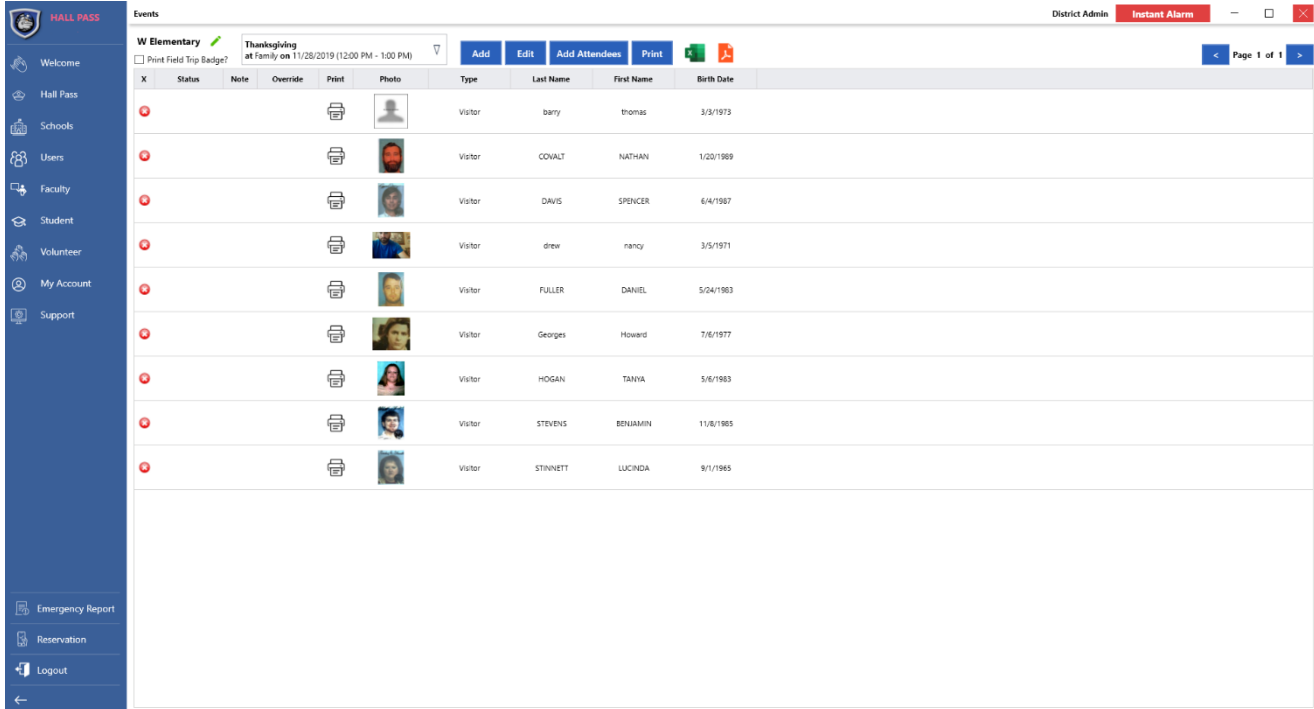 HALL PASS
Events
District Admin Instant Alarm
W Elementary
Print Field Trip Badge?
Thanksgiving
at Family on 11/28/2019 (12:00 PM - 1:00 PM)
Add Edit Add Attendees Print
< Page 1 of 1 >
Welcome
Hall Pass
Schools
Users
Faculty
Student
Volunteer
My Account
Support
Emergency Report
Reservation
Logout
X Status Note Override Print Photo Type Last Name First Name Birth Date
Visitor barry thomas 3/3/1973
Visitor COVALT NATHAN 1/20/1989
Visitor DAVIS SPENCER 6/4/1987
Visitor drew nancy 3/5/1971
Visitor FULLER DANIEL 5/24/1983
Visitor Georges Howard 7/6/1977
Visitor HOGAN TANYA 5/6/1983
Visitor STEVENS BENJAMIN 11/8/1985
Visitor STINNETT LUCINDA 9/1/1965